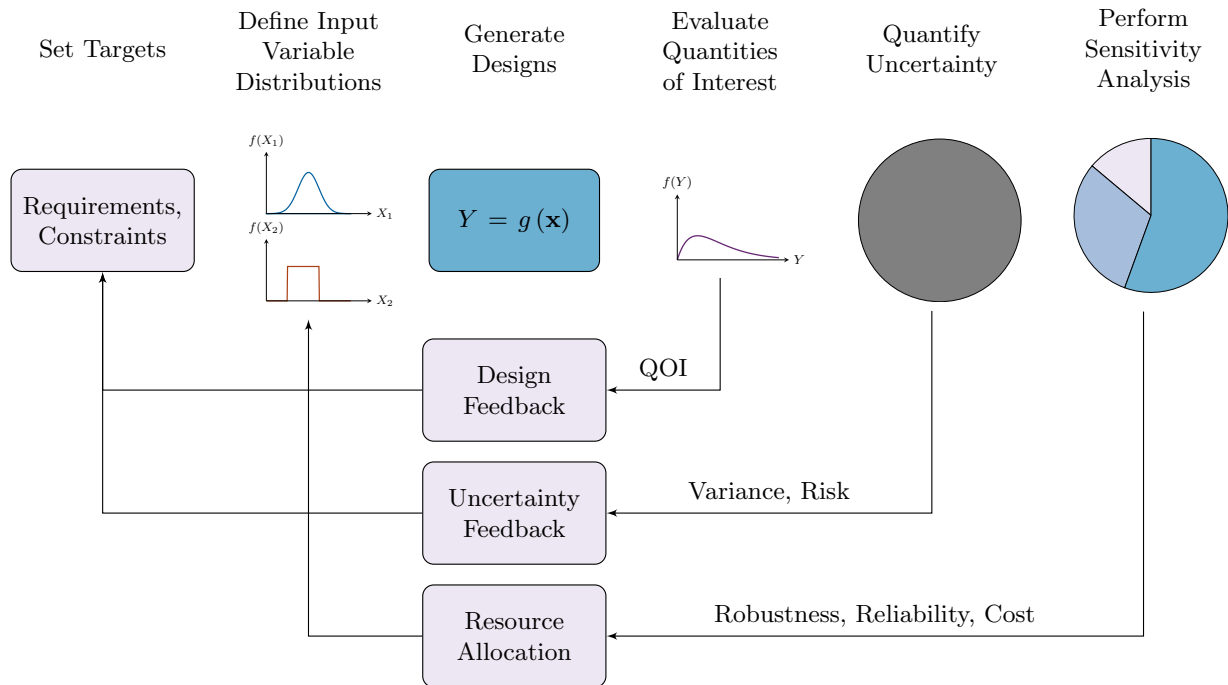 Set Targets
Define Input
Variable
Distributions
Generate
Designs
Evaluate
Quantities
of Interest
Quantify
Uncertainty
Perform
Sensitivity
Analysis
Requirements,
Constraints
f(X₁)
X₁
f(X₂)
X₂
Y = g (x)
f(Y)
Y
Design
Feedback
QOI
Uncertainty
Feedback
Variance, Risk
Resource
Allocation
Robustness, Reliability, Cost